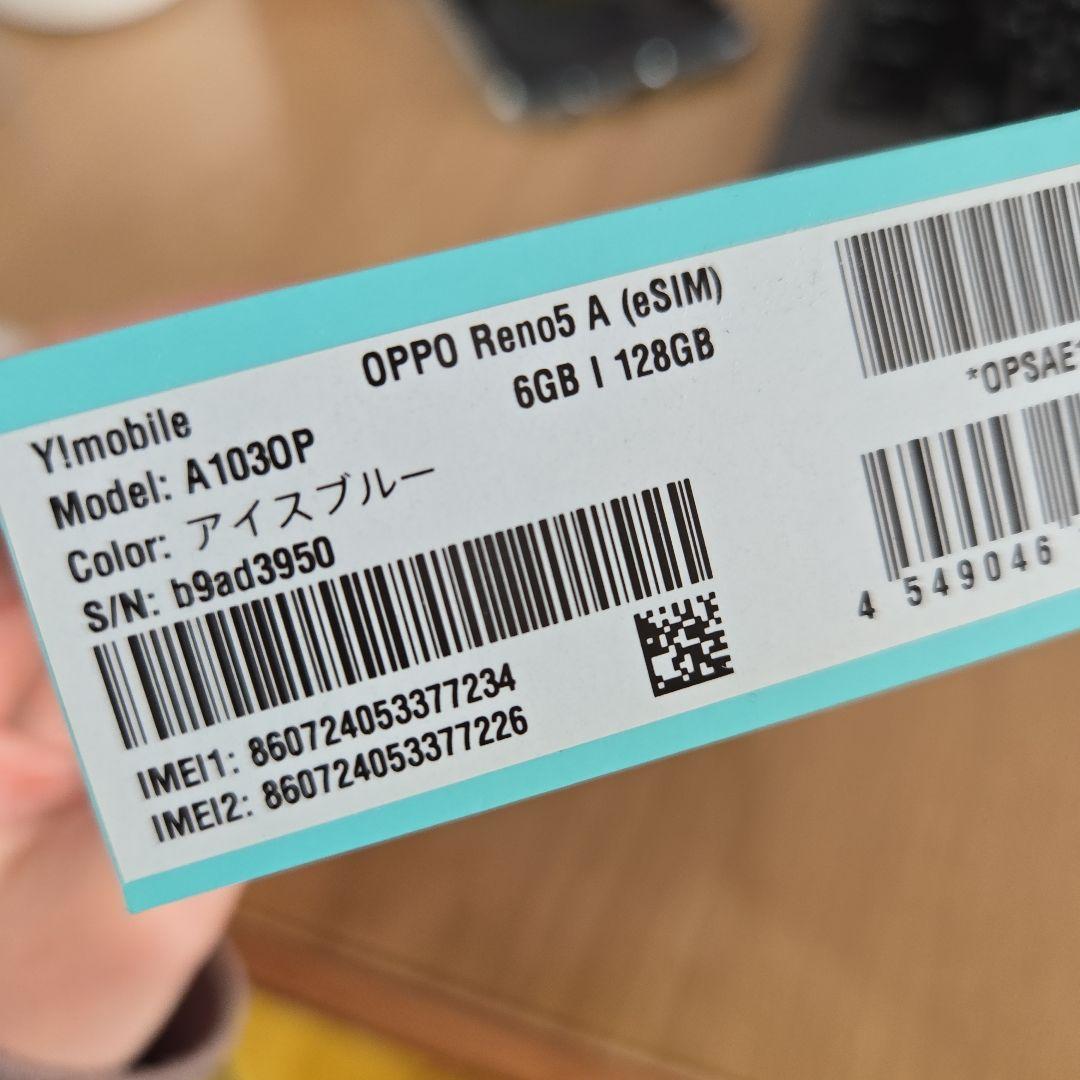 OPPO Reno5 A (eSIM)
6GB | 128GB
Y!mobile
Model: A103OP
Color: アイスブルー
S/N: b9ad3950
IMEI1: 860724053377234
IMEI2: 860724053377226
*OPSAE
4 549046